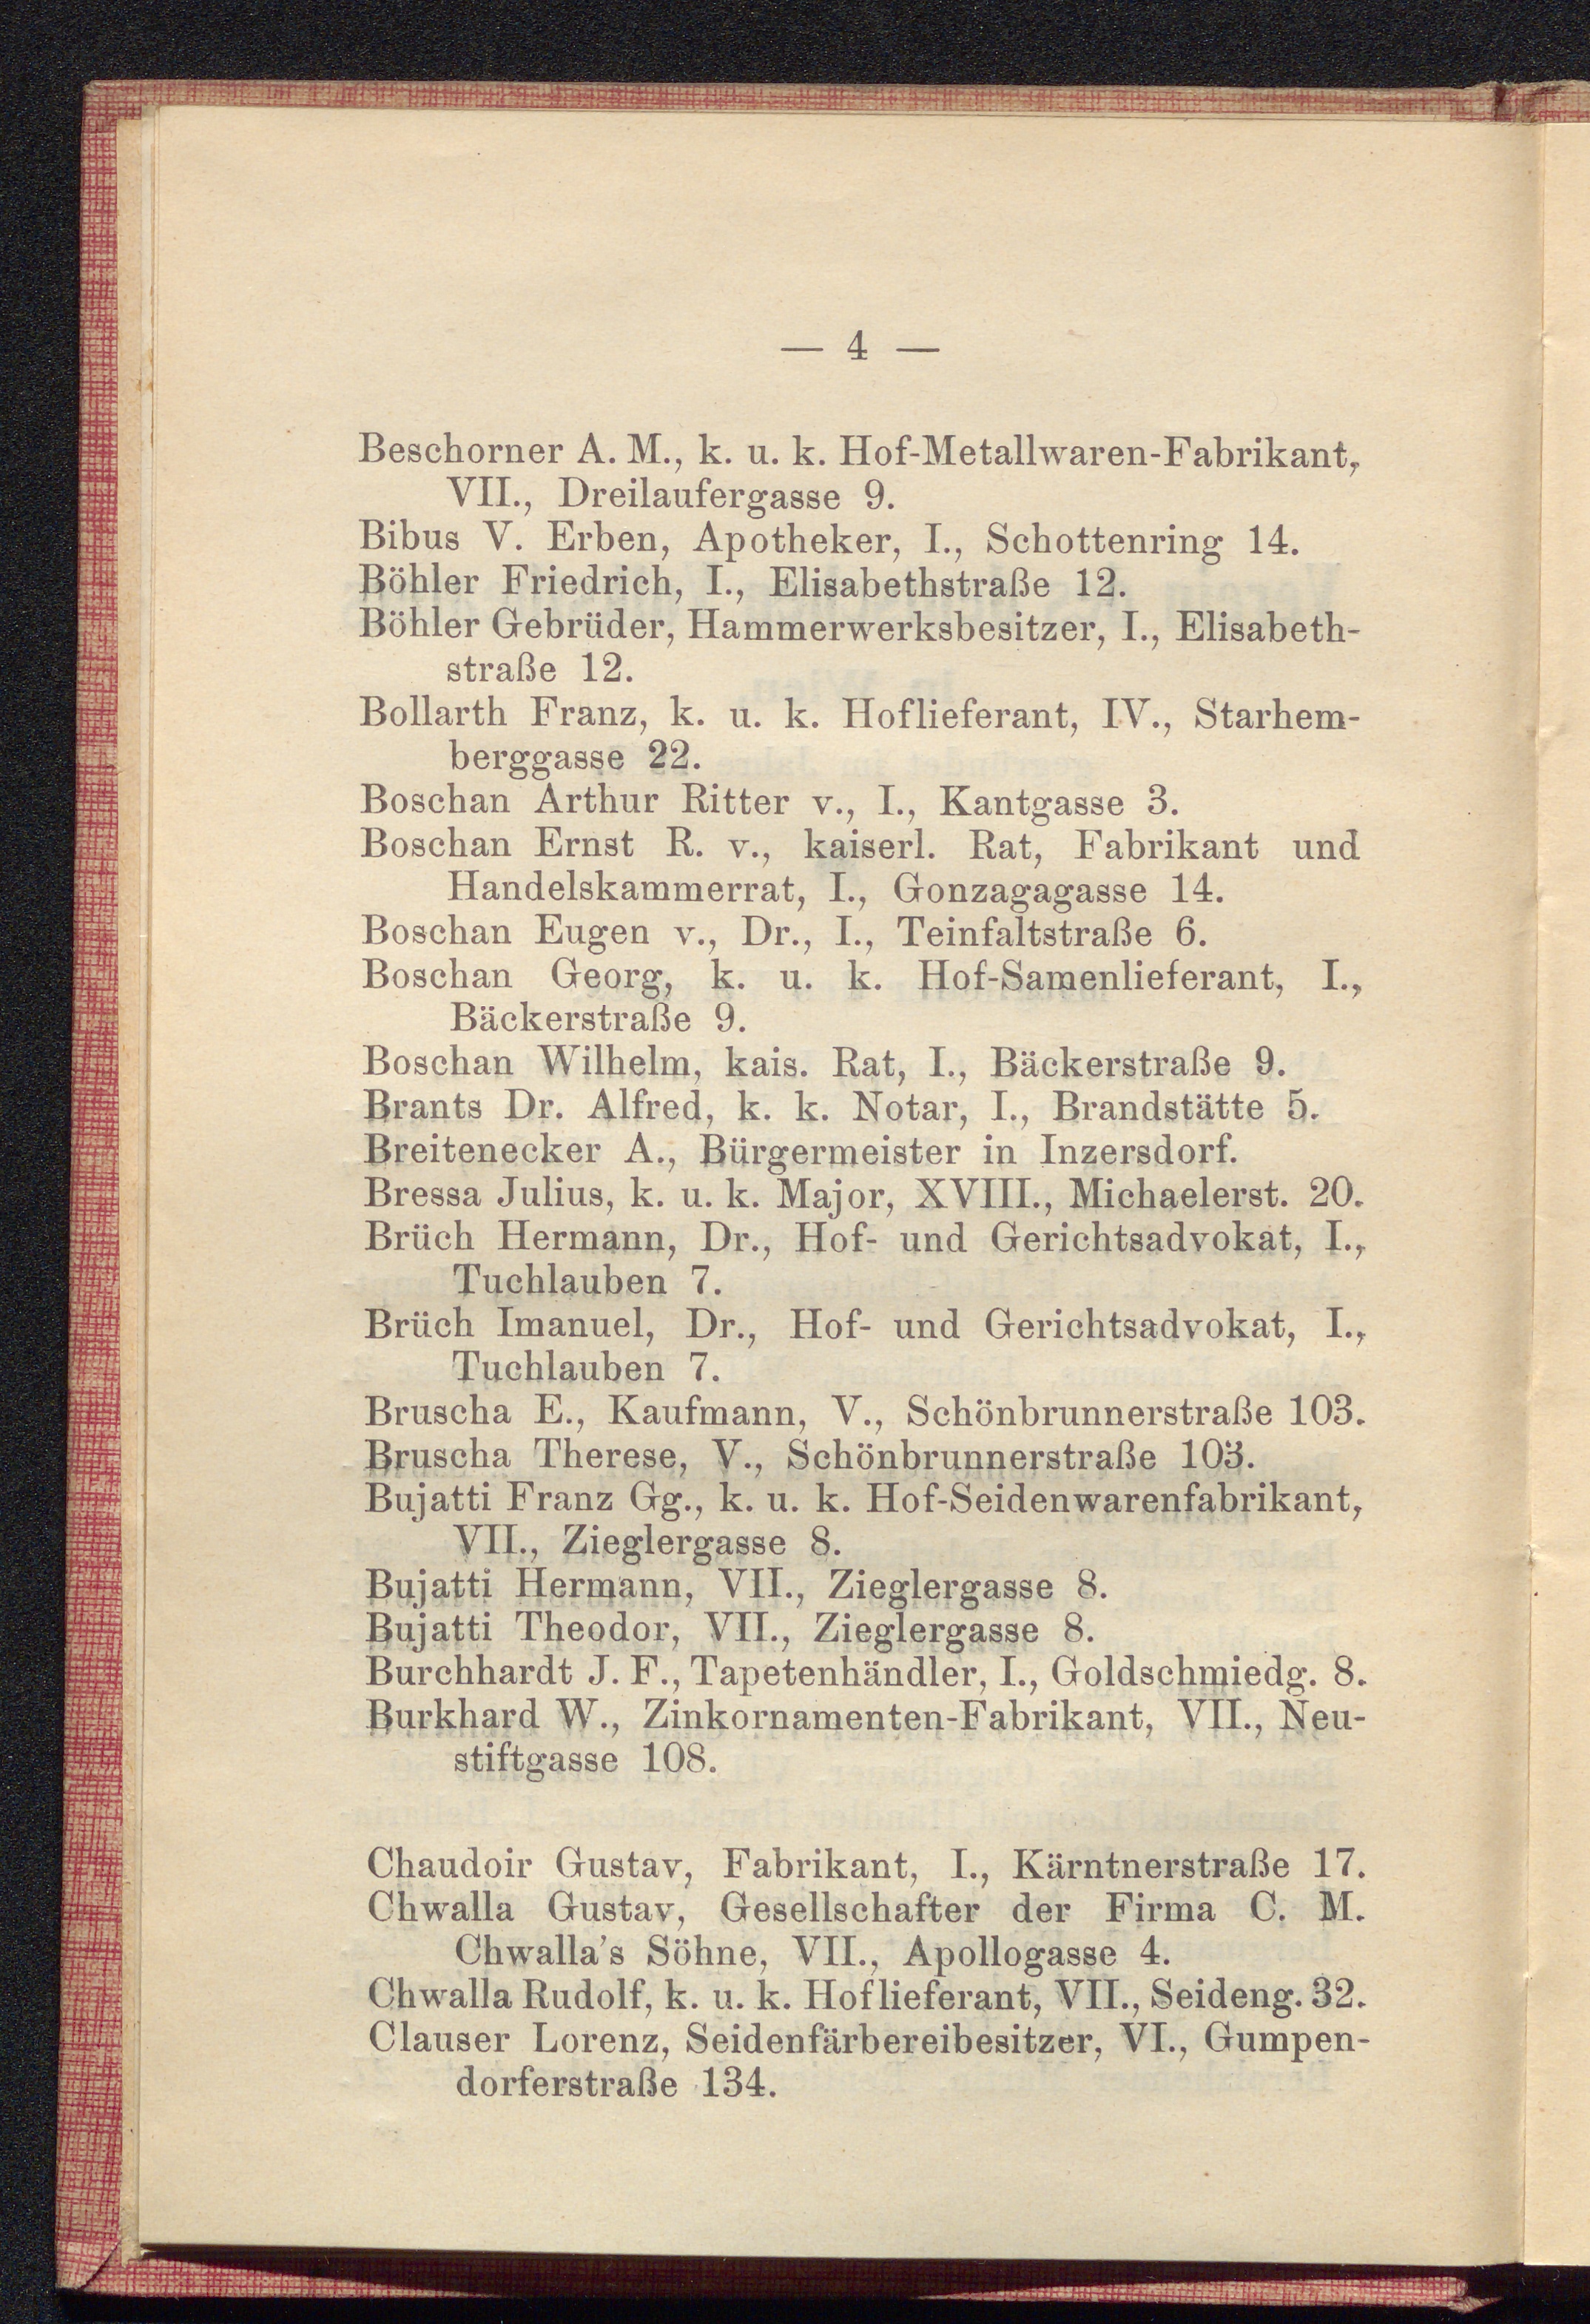 — 4 —
Beschorner A. M., k. u. k. Hof-Metallwaren-Fabrikant,
VII., Dreilaufergasse 9.
Bibus V. Erben, Apotheker, I., Schottenring 14.
Böhler Friedrich, I., Elisabethstraße 12.
Böhler Gebrüder, Hammerwerksbesitzer, I., Elisabeth-
straße 12.
Bollarth Franz, k. u. k. Hoflieferant, IV., Starhem-
berggasse 22.
Boschan Arthur Ritter v., I., Kantgasse 3.
Boschan Ernst R. v., kaiserl. Rat, Fabrikant und
Handelskammerrat, I., Gonzagagasse 14.
Boschan Eugen v., Dr., I., Teinfaltstraße 6.
Boschan Georg, k. u. k. Hof-Samenlieferant, I.,
Bäckerstraße 9.
Boschan Wilhelm, kais. Rat, I., Bäckerstraße 9.
Brants Dr. Alfred, k. k. Notar, I., Brandstätte 5.
Breitenecker A., Bürgermeister in Inzersdorf.
Bressa Julius, k. u. k. Major, XVIII., Michaelerst. 20.
Brüch Hermann, Dr., Hof- und Gerichtsadvokat, I.,
Tuchlauben 7.
Brüch Imanuel, Dr., Hof- und Gerichtsadvokat, I.,
Tuchlauben 7.
Bruscha E., Kaufmann, V., Schönbrunnerstraße 103.
Bruscha Therese, V., Schönbrunnerstraße 103.
Bujatti Franz Gg., k. u. k. Hof-Seidenwarenfabrikant,
VII., Zieglergasse 8.
Bujatti Hermann, VII., Zieglergasse 8.
Bujatti Theodor, VII., Zieglergasse 8.
Burchhardt J. F., Tapetenhändler, I., Goldschmiedg. 8.
Burkhard W., Zinkornamenten-Fabrikant, VII., Neu-
stiftgasse 108.
Chaudoir Gustav, Fabrikant, I., Kärntnerstraße 17.
Chwalla Gustav, Gesellschafter der Firma C. M.
Chwalla's Söhne, VII., Apollogasse 4.
Chwalla Rudolf, k. u. k. Hoflieferant, VII., Seideng. 32.
Clauser Lorenz, Seidenfärbereibesitzer, VI., Gumpen-
dorferstraße 134.